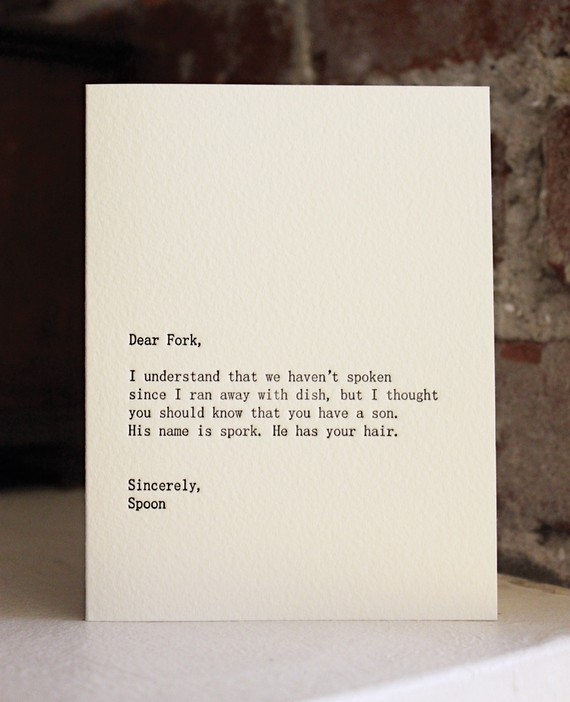 Dear Fork,
I understand that we haven't spoken
since I ran away with dish, but I thought
you should know that you have a son.
His name is spork. He has your hair.
Sincerely,
Spoon